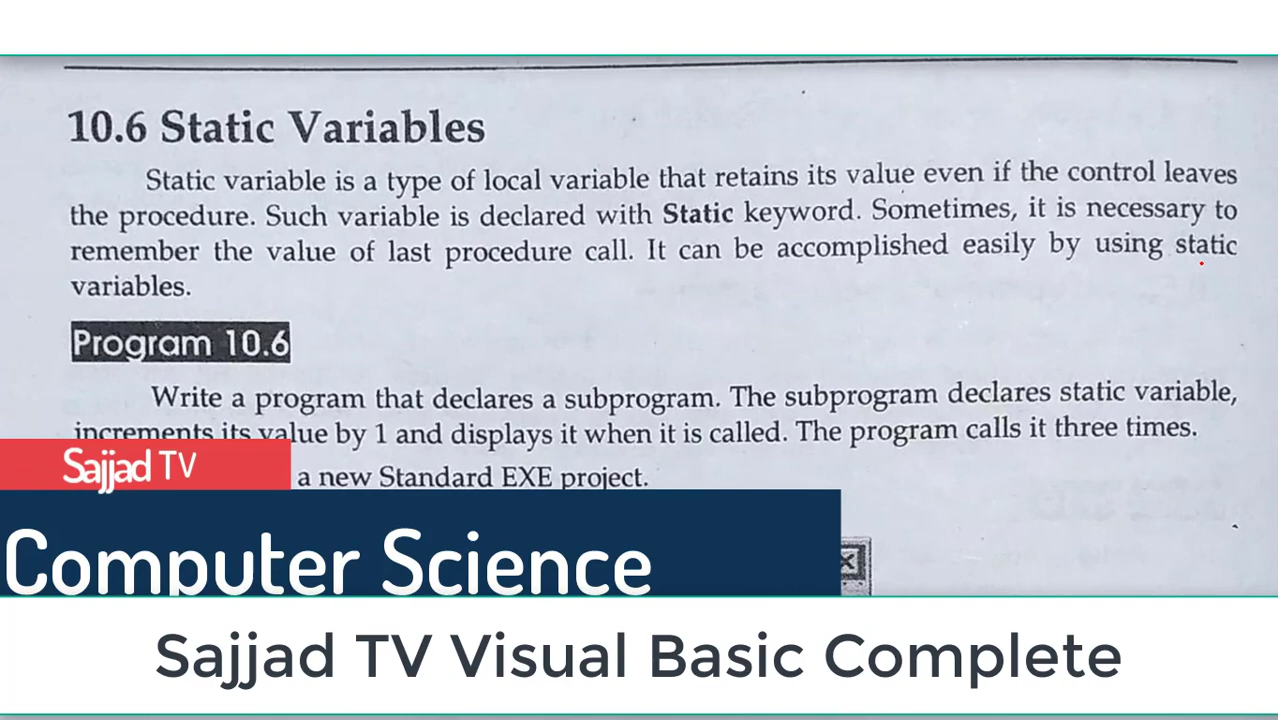 10.6 Static Variables
Static variable is a type of local variable that retains its value even if the control leaves
the procedure. Such variable is declared with Static keyword. Sometimes, it is necessary to
remember the value of last procedure call. It can be accomplished easily by using static
variables.
Program 10.6
Write a program that declares a subprogram. The subprogram declares static variable,
increments its value by 1 and displays it when it is called. The program calls it three times.
Sajjad TV
a new Standard EXE project.
Computer Science
Sajjad TV Visual Basic Complete